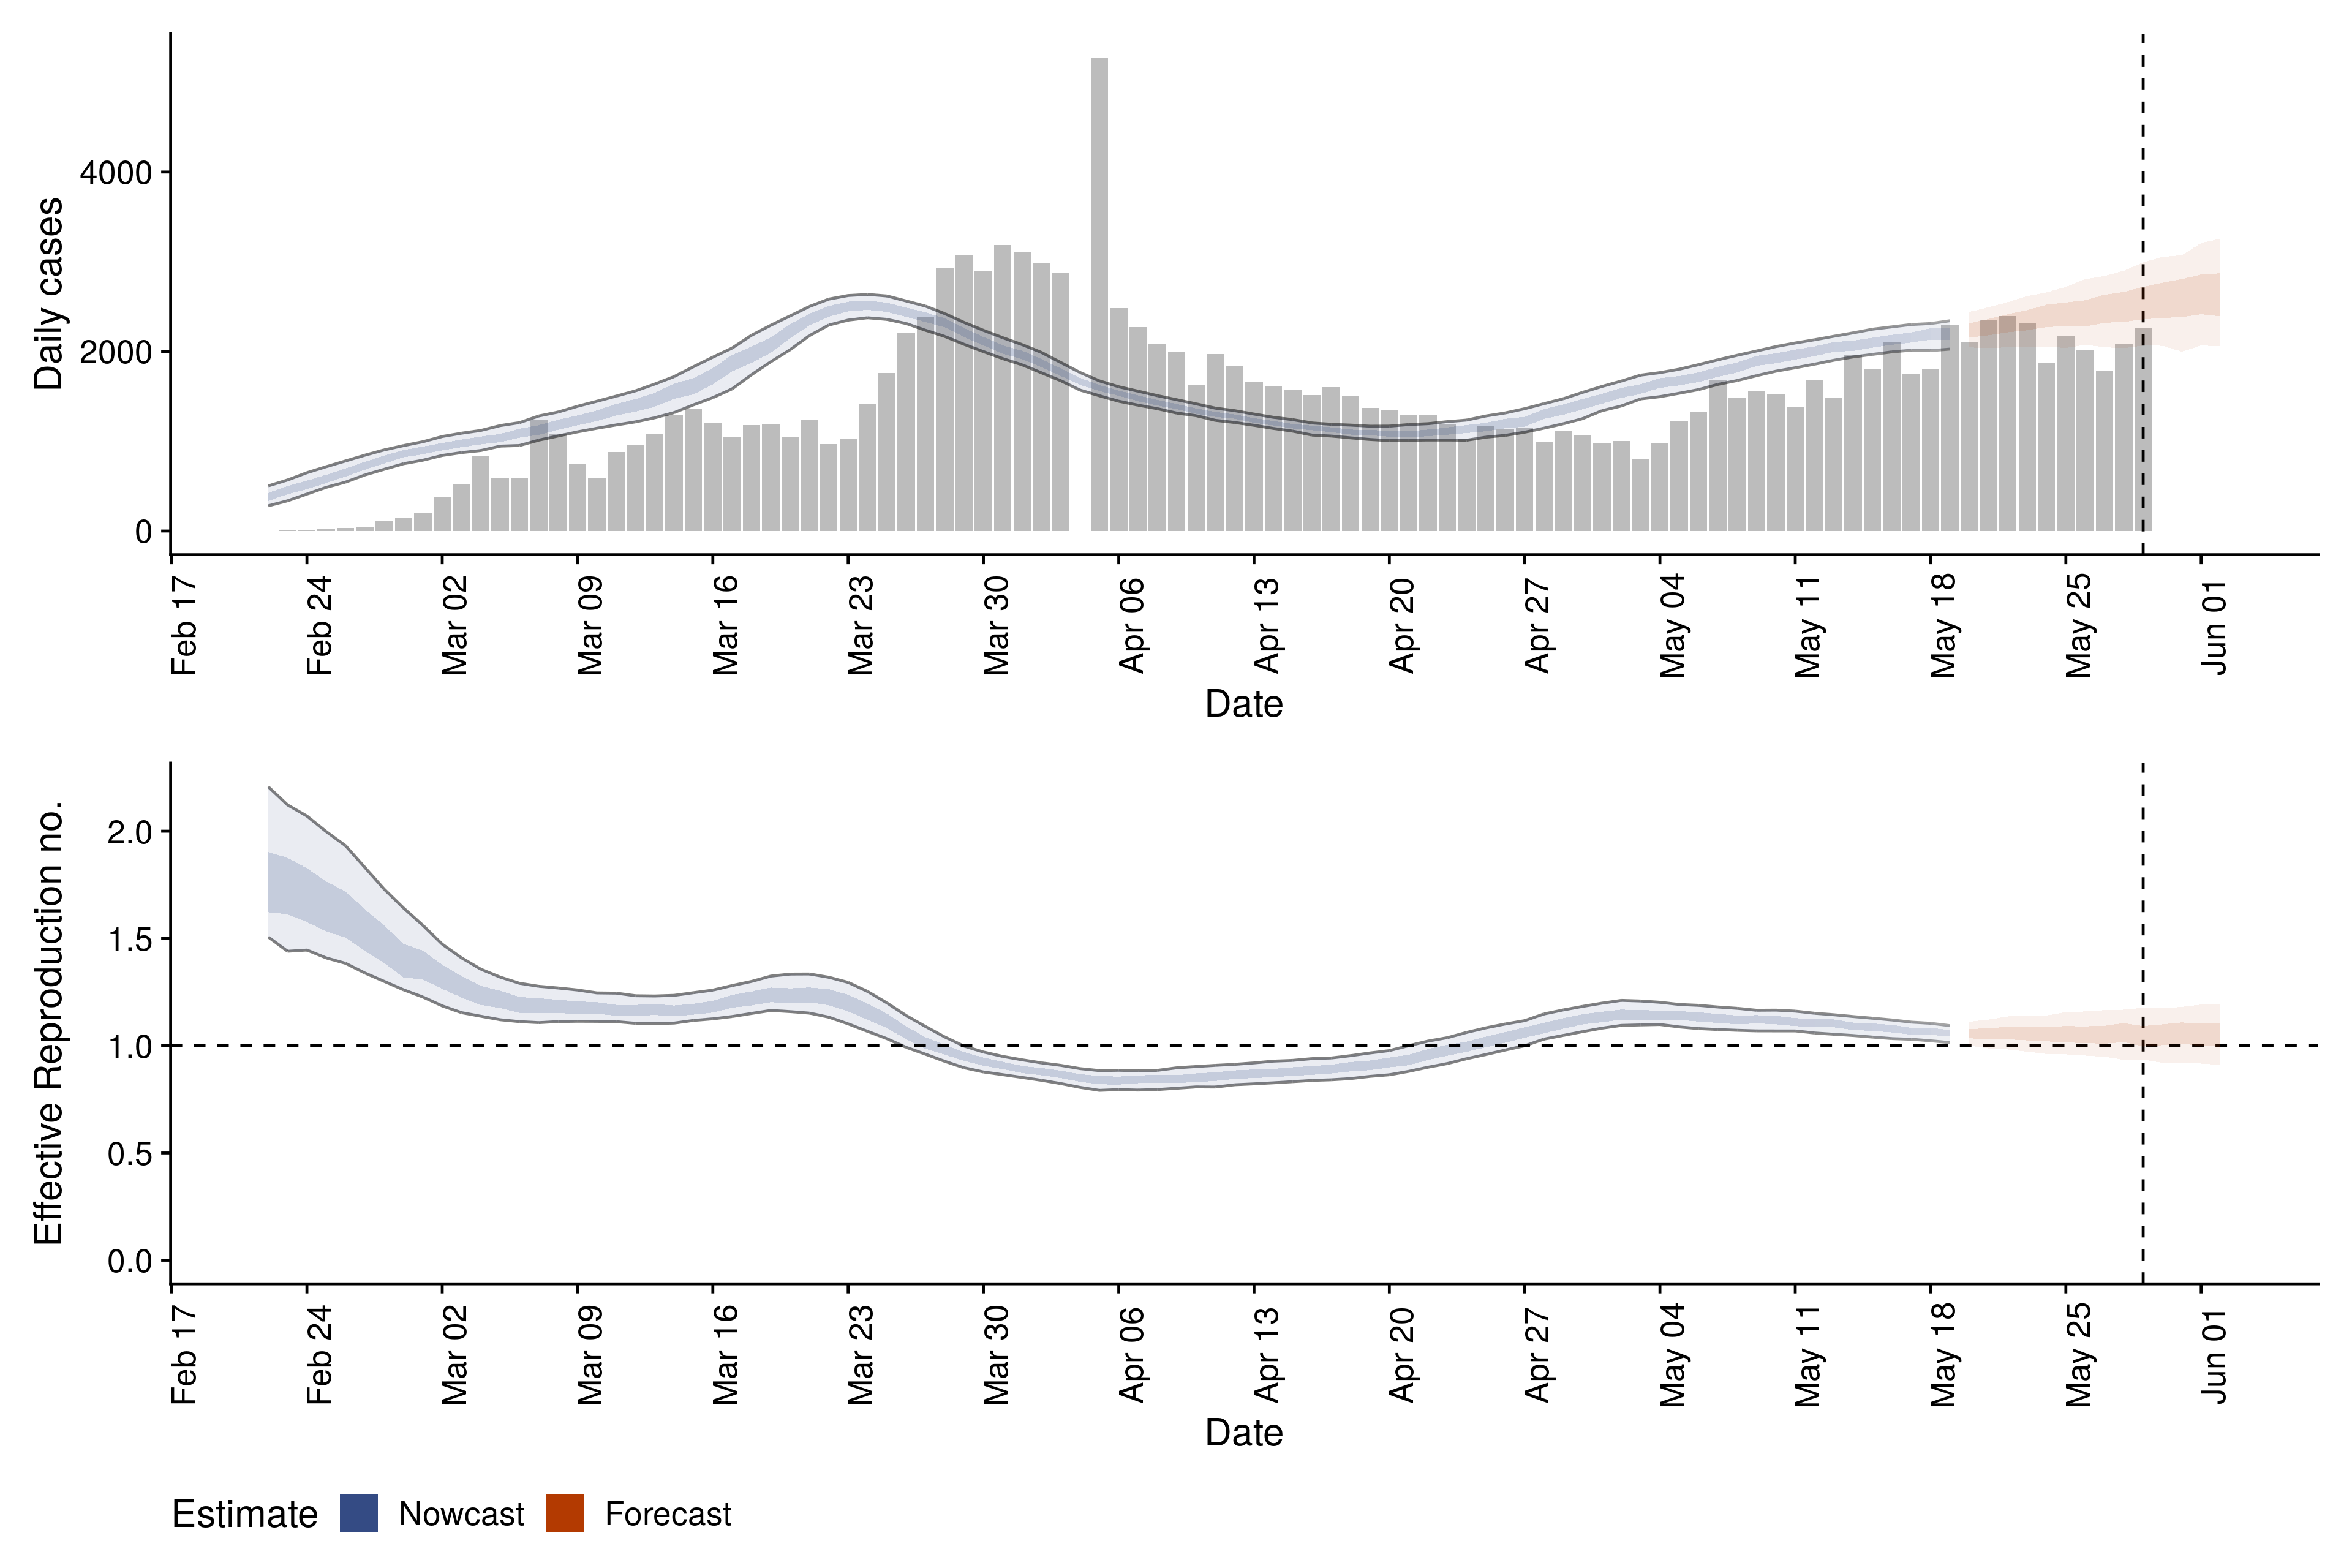 Daily cases
4000
2000
0
Feb 17 Feb 24 Mar 02 Mar 09 Mar 16 Mar 23 Mar 30 Apr 06 Apr 13 Apr 20 Apr 27 May 04 May 11 May 18 May 25 Jun 01
Date
Effective Reproduction no.
2.0
1.5
1.0
0.5
0.0
Feb 17 Feb 24 Mar 02 Mar 09 Mar 16 Mar 23 Mar 30 Apr 06 Apr 13 Apr 20 Apr 27 May 04 May 11 May 18 May 25 Jun 01
Date
Estimate Nowcast Forecast